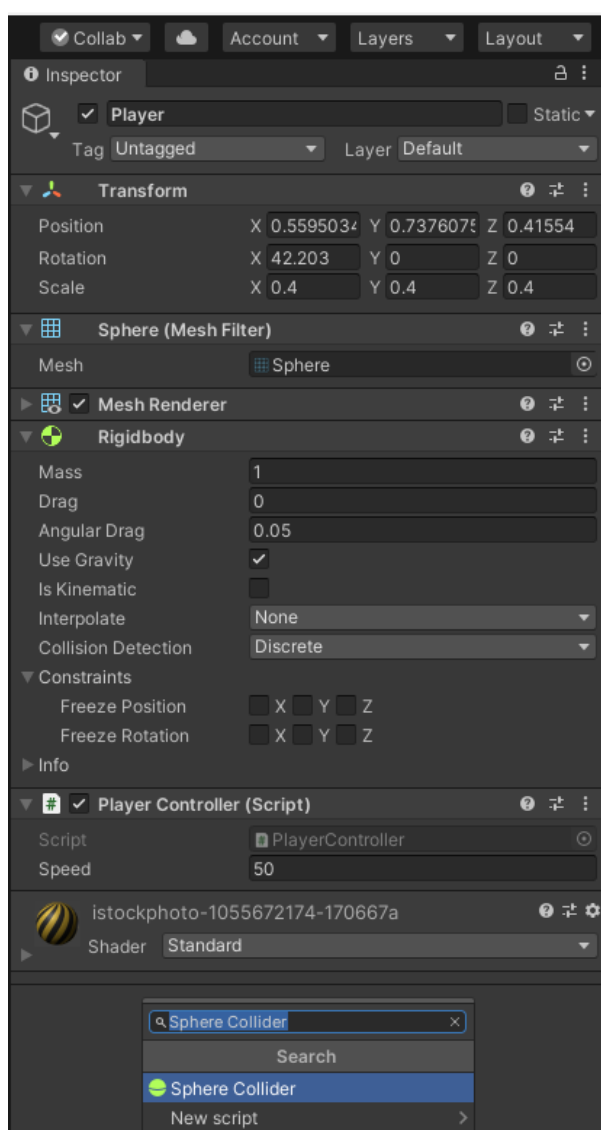 Collab Account Layers Layout
Inspector
Player Static
Tag Untagged Layer Default
Transform
Position X 0.5595034 Y 0.7376075 Z 0.41554
Rotation X 42.203 Y 0 Z 0
Scale X 0.4 Y 0.4 Z 0.4
Sphere (Mesh Filter)
Mesh Sphere
Mesh Renderer
Rigidbody
Mass 1
Drag 0
Angular Drag 0.05
Use Gravity
Is Kinematic
Interpolate None
Collision Detection Discrete
Constraints
Freeze Position X Y Z
Freeze Rotation X Y Z
Info
# Player Controller (Script)
Script PlayerController
Speed 50
istockphoto-1055672174-170667a
Shader Standard
Sphere Collider
Search
Sphere Collider
New script